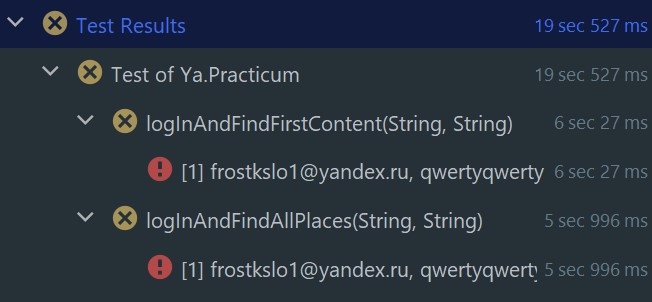 Test Results 19 sec 527 ms
Test of Ya.Practicum 19 sec 527 ms
logInAndFindFirstContent(String, String) 6 sec 27 ms
[1] frostkslo1@yandex.ru, qwertyqwerty 6 sec 27 ms
logInAndFindAllPlaces(String, String) 5 sec 996 ms
[1] frostkslo1@yandex.ru, qwertyqwerty 5 sec 996 ms